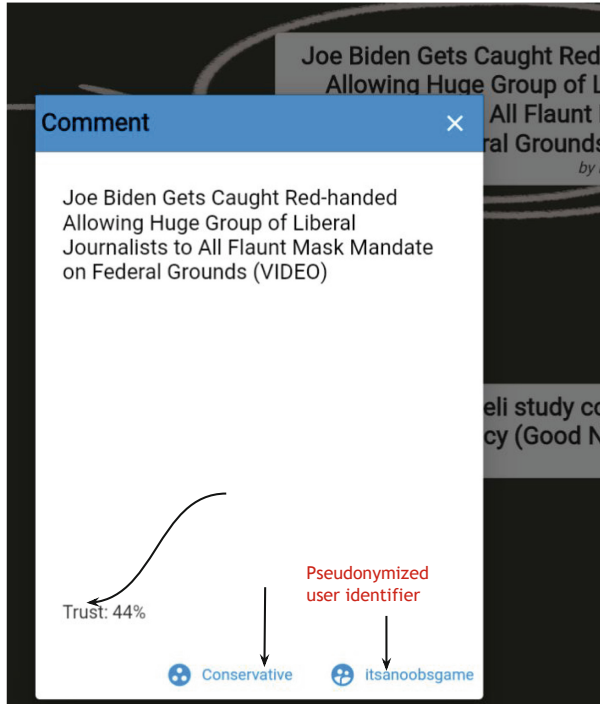 Joe Biden Gets Caught Red
Allowing Huge Group of L
All Flaunt
ral Grounds
by
Comment
Joe Biden Gets Caught Red-handed
Allowing Huge Group of Liberal
Journalists to All Flaunt Mask Mandate
on Federal Grounds (VIDEO)
eli study co
cy (Good N
Pseudonymized
user identifier
Trust: 44%
Conservative itsanoobsgame